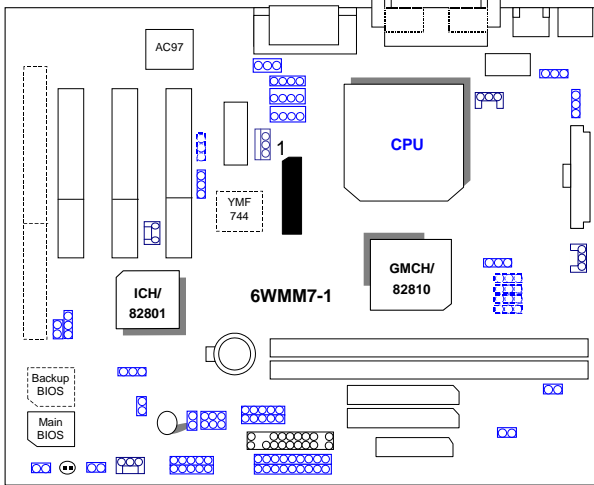 AC97
CPU
1
YMF
744
GMCH/
82810
ICH/
82801
6WMM7-1
Backup
BIOS
Main
BIOS